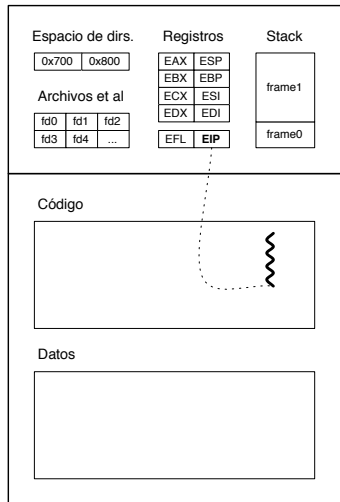 Espacio de dirs.
0x700 0x800
Archivos et al
fd0 fd1 fd2
fd3 fd4 ...
Registros
EAX ESP
EBX EBP
ECX ESI
EDX EDI
EFL EIP
Stack
frame1
frame0
Código
Datos